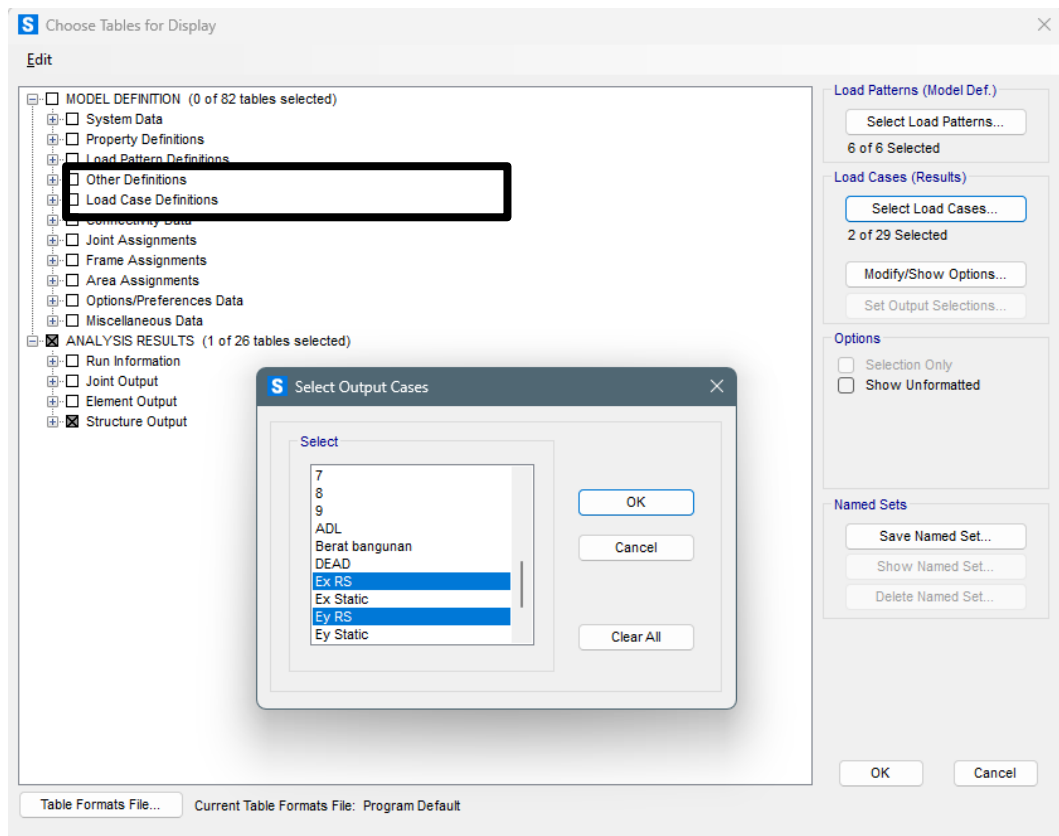 S Choose Tables for Display
Edit
MODEL DEFINITION (0 of 82 tables selected)
System Data
Property Definitions
Load Pattern Definitions
Other Definitions
Load Case Definitions
Connectivity Data
Joint Assignments
Frame Assignments
Area Assignments
Options/Preferences Data
Miscellaneous Data
ANALYSIS RESULTS (1 of 26 tables selected)
Run Information
Joint Output
Element Output
Structure Output
S Select Output Cases
Select
7
8
9
ADL
Berat bangunan
DEAD
Ex RS
Ex Static
Ey RS
Ey Static
OK
Cancel
Clear All
Load Patterns (Model Def.)
Select Load Patterns...
6 of 6 Selected
Load Cases (Results)
Select Load Cases...
2 of 29 Selected
Modify/Show Options...
Set Output Selections...
Options
Selection Only
Show Unformatted
Named Sets
Save Named Set...
Show Named Set...
Delete Named Set...
OK
Cancel
Table Formats File...
Current Table Formats File: Program Default